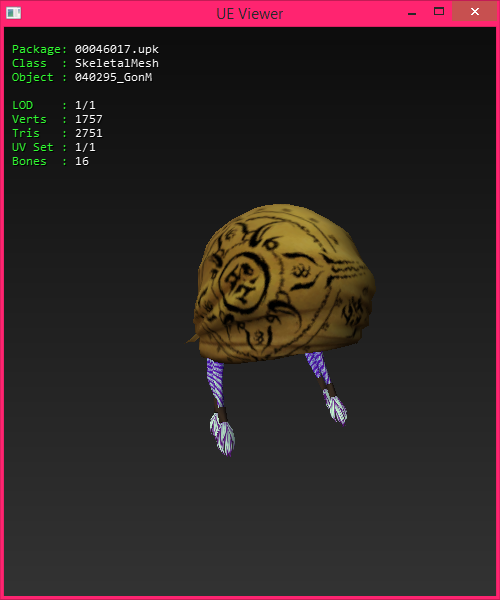 UE Viewer
Package: 00046017.upk
Class : SkeletalMesh
Object : 040295_GonM
LOD : 1/1
Verts : 1757
Tris : 2751
UV Set : 1/1
Bones : 16